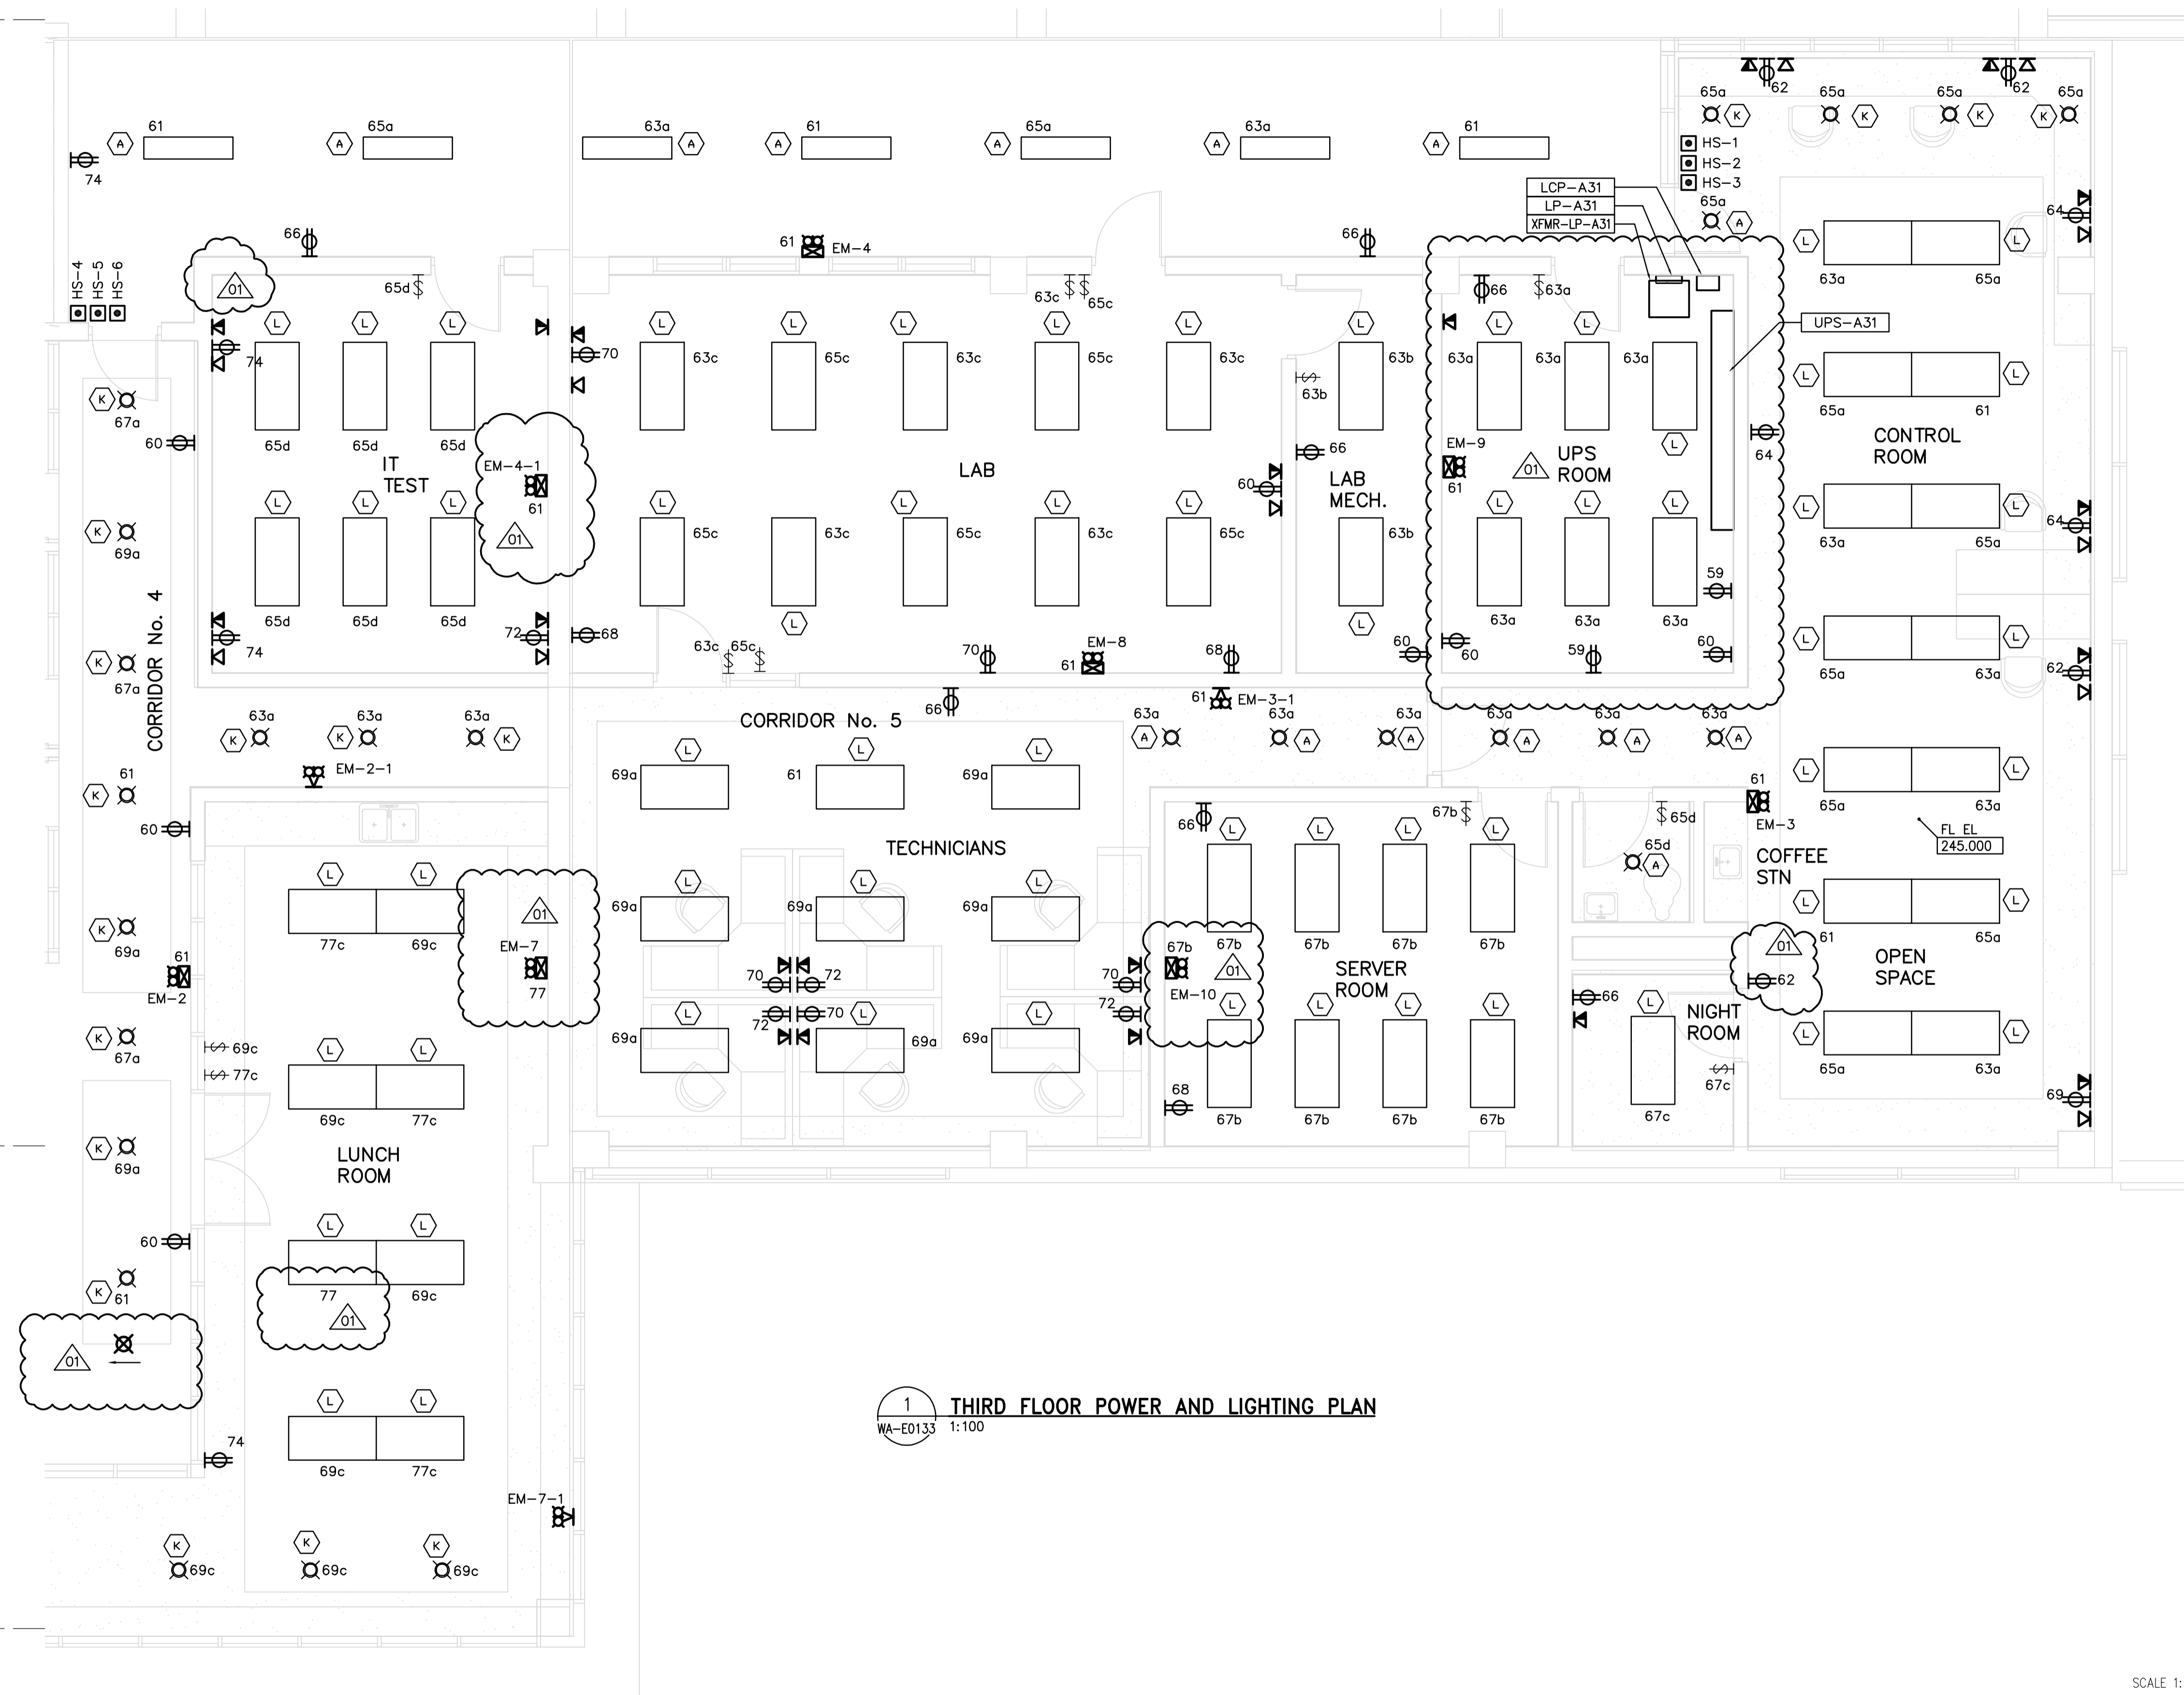 62 62
65a 65a 65a 65a
K K K K
61 65a 63a 61 65a 63a 61
A A A A A A A
HS-1
HS-2
HS-3
74
LCP-A31
LP-A31
XFMR-LP-A31
65a
A
64
66 61 EM-4 66
L L
63a 65a
HS-4
HS-5
HS-6
01
65d 63c 65c 66 63a
L L L L L L L L L L L
UPS-A31
74 70
63c 65c 63c 65c 63c 63b 63a 63a 63a
L L
K
67a
63b
65a 61
60
65d 65d 65d
L
64
EM-9
01
UPS
ROOM
61
CONTROL
ROOM
IT
TEST
EM-4-1
61
01
LAB
66
60
LAB
MECH.
L L L L L L L L L L
L L
64
K
69a
65c 63c 65c 63c 65c 63b
63a 65a
59
CORRIDOR No. 4
65d 65d 65d
L L
63a 63a 63a
74 72 68
63c 65c
70
EM-8
61
68
60 60 59 60
L L
65a 63a
62
K
67a
66
61 EM-3-1
63a 63a 63a
K K K
CORRIDOR No. 5
63a 63a 63a 63a 63a 63a
A A A A A A
EM-2-1
L L L
69a 61 69a
L L
65a 63a
61
K
61
EM-3
60
66
67b
65d
L L L L
TECHNICIANS
65d
A
COFFEE
STN
FL EL
245.000
L L
L L L
69a 69a 69a
01
77c 69c
EM-7
77
K
69a
61
EM-2
67b 67b 67b 67b
67b
01
EM-10
L L
61 65a
01
62
OPEN
SPACE
SERVER
ROOM
70 72 70
72 70 72
L L L
69a 69a 69a
L L L L
66
L
NIGHT
ROOM
K
67a
69c
77c
L L
L L
65a 63a
67c
69
68
67b 67b 67b 67b
67c
69c 77c
K
69a
LUNCH
ROOM
L L
60
77 69c
K
61
01
01
L L
69c 77c
74
1
WA-E0133
THIRD FLOOR POWER AND LIGHTING PLAN
1:100
EM-7-1
K K K
69c 69c 69c
SCALE 1: